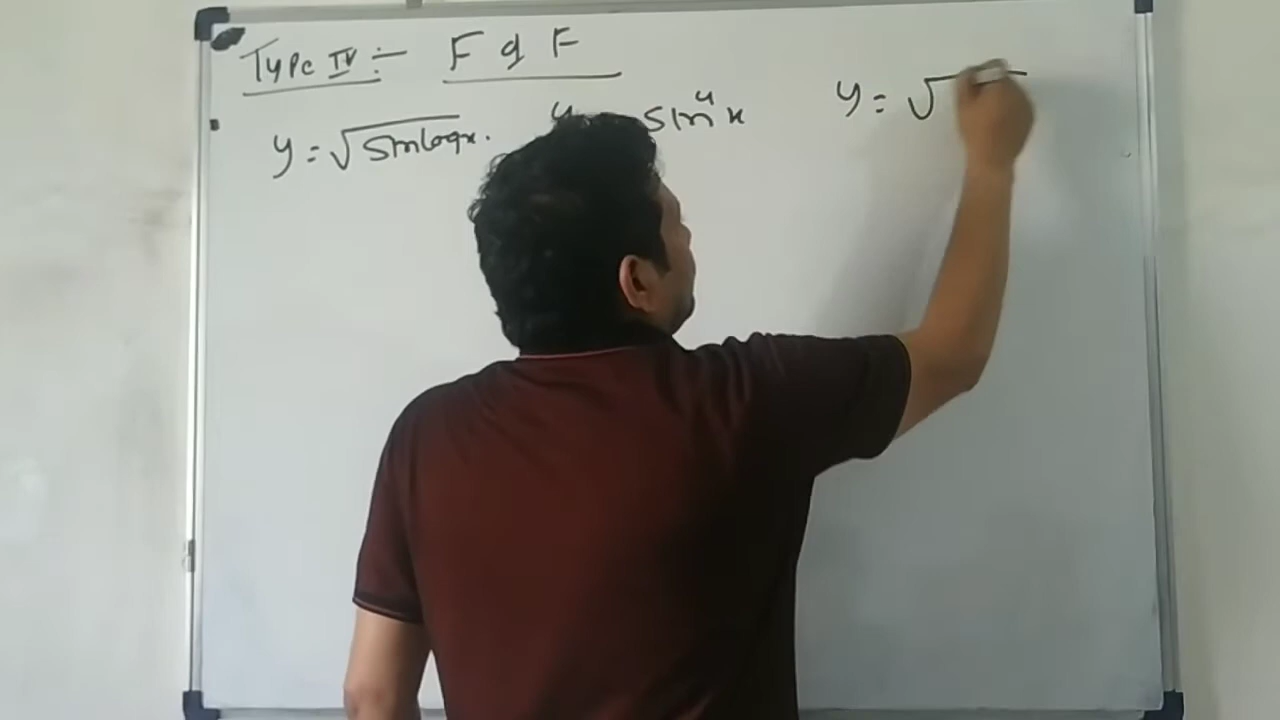 Type IV :- F of F
y = √sinlogx. y sin⁴x y = √